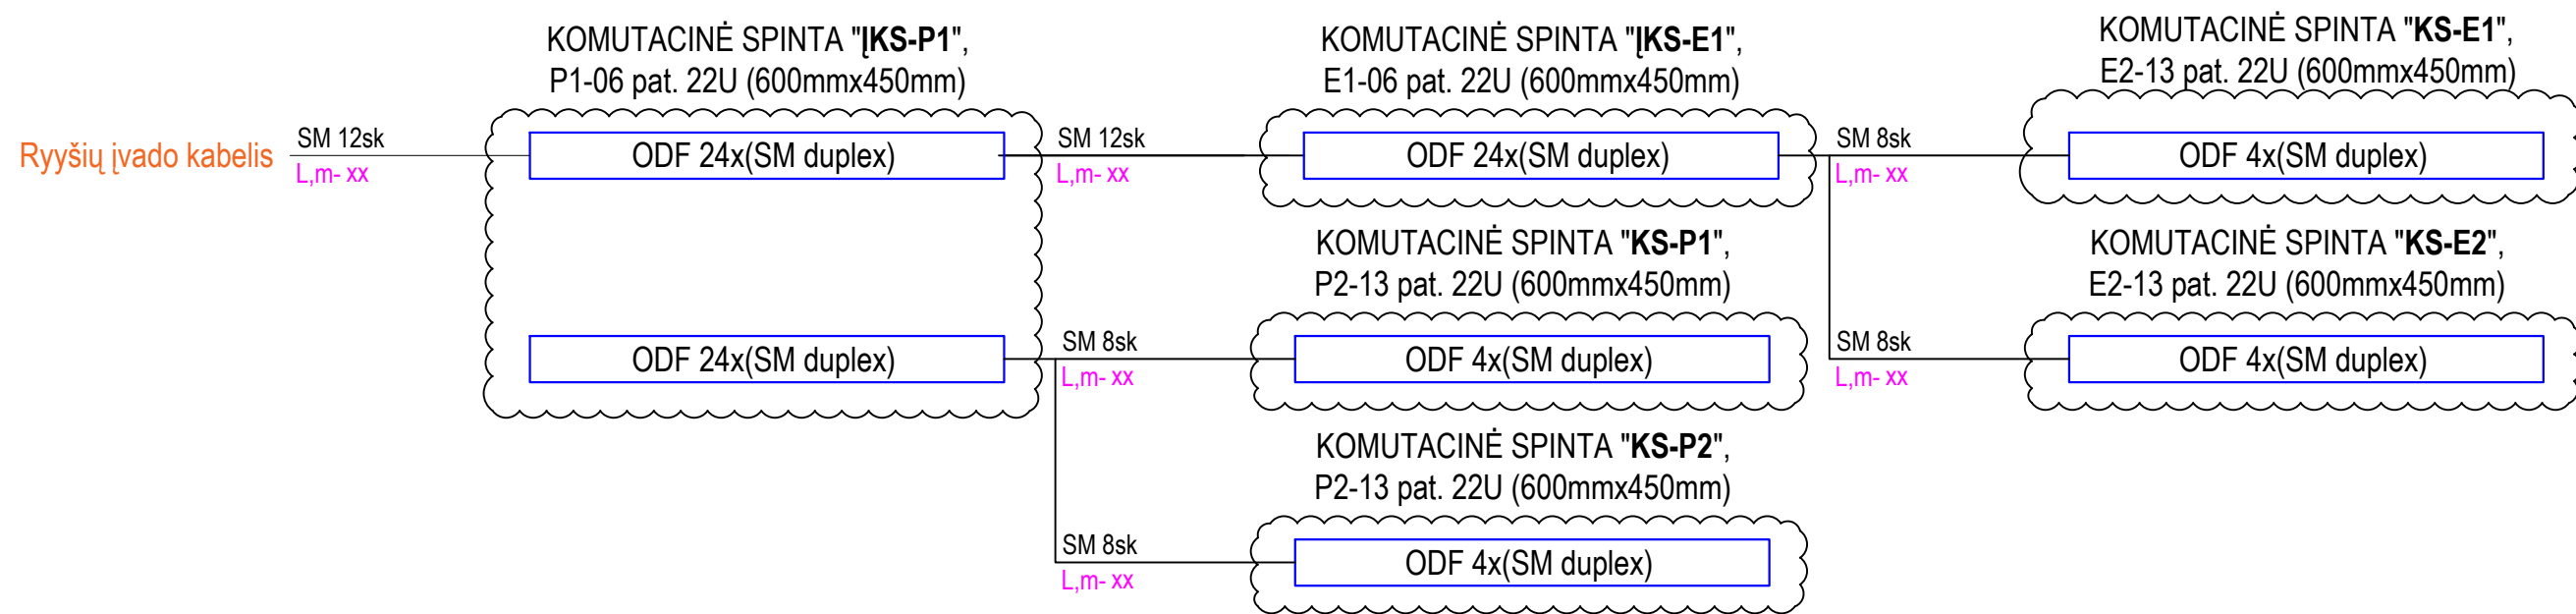 KOMUTACINĖ SPINTA "ĮKS-P1",
P1-06 pat. 22U (600mmx450mm)
KOMUTACINĖ SPINTA "ĮKS-E1",
E1-06 pat. 22U (600mmx450mm)
KOMUTACINĖ SPINTA "KS-E1",
E2-13 pat. 22U (600mmx450mm)
Ryyšių įvado kabelis
SM 12sk
L,m- xx
ODF 24x(SM duplex)
SM 12sk
L,m- xx
ODF 24x(SM duplex)
SM 8sk
L,m- xx
ODF 4x(SM duplex)
KOMUTACINĖ SPINTA "KS-P1",
P2-13 pat. 22U (600mmx450mm)
KOMUTACINĖ SPINTA "KS-E2",
E2-13 pat. 22U (600mmx450mm)
ODF 24x(SM duplex)
SM 8sk
L,m- xx
ODF 4x(SM duplex)
SM 8sk
L,m- xx
ODF 4x(SM duplex)
KOMUTACINĖ SPINTA "KS-P2",
P2-13 pat. 22U (600mmx450mm)
SM 8sk
L,m- xx
ODF 4x(SM duplex)